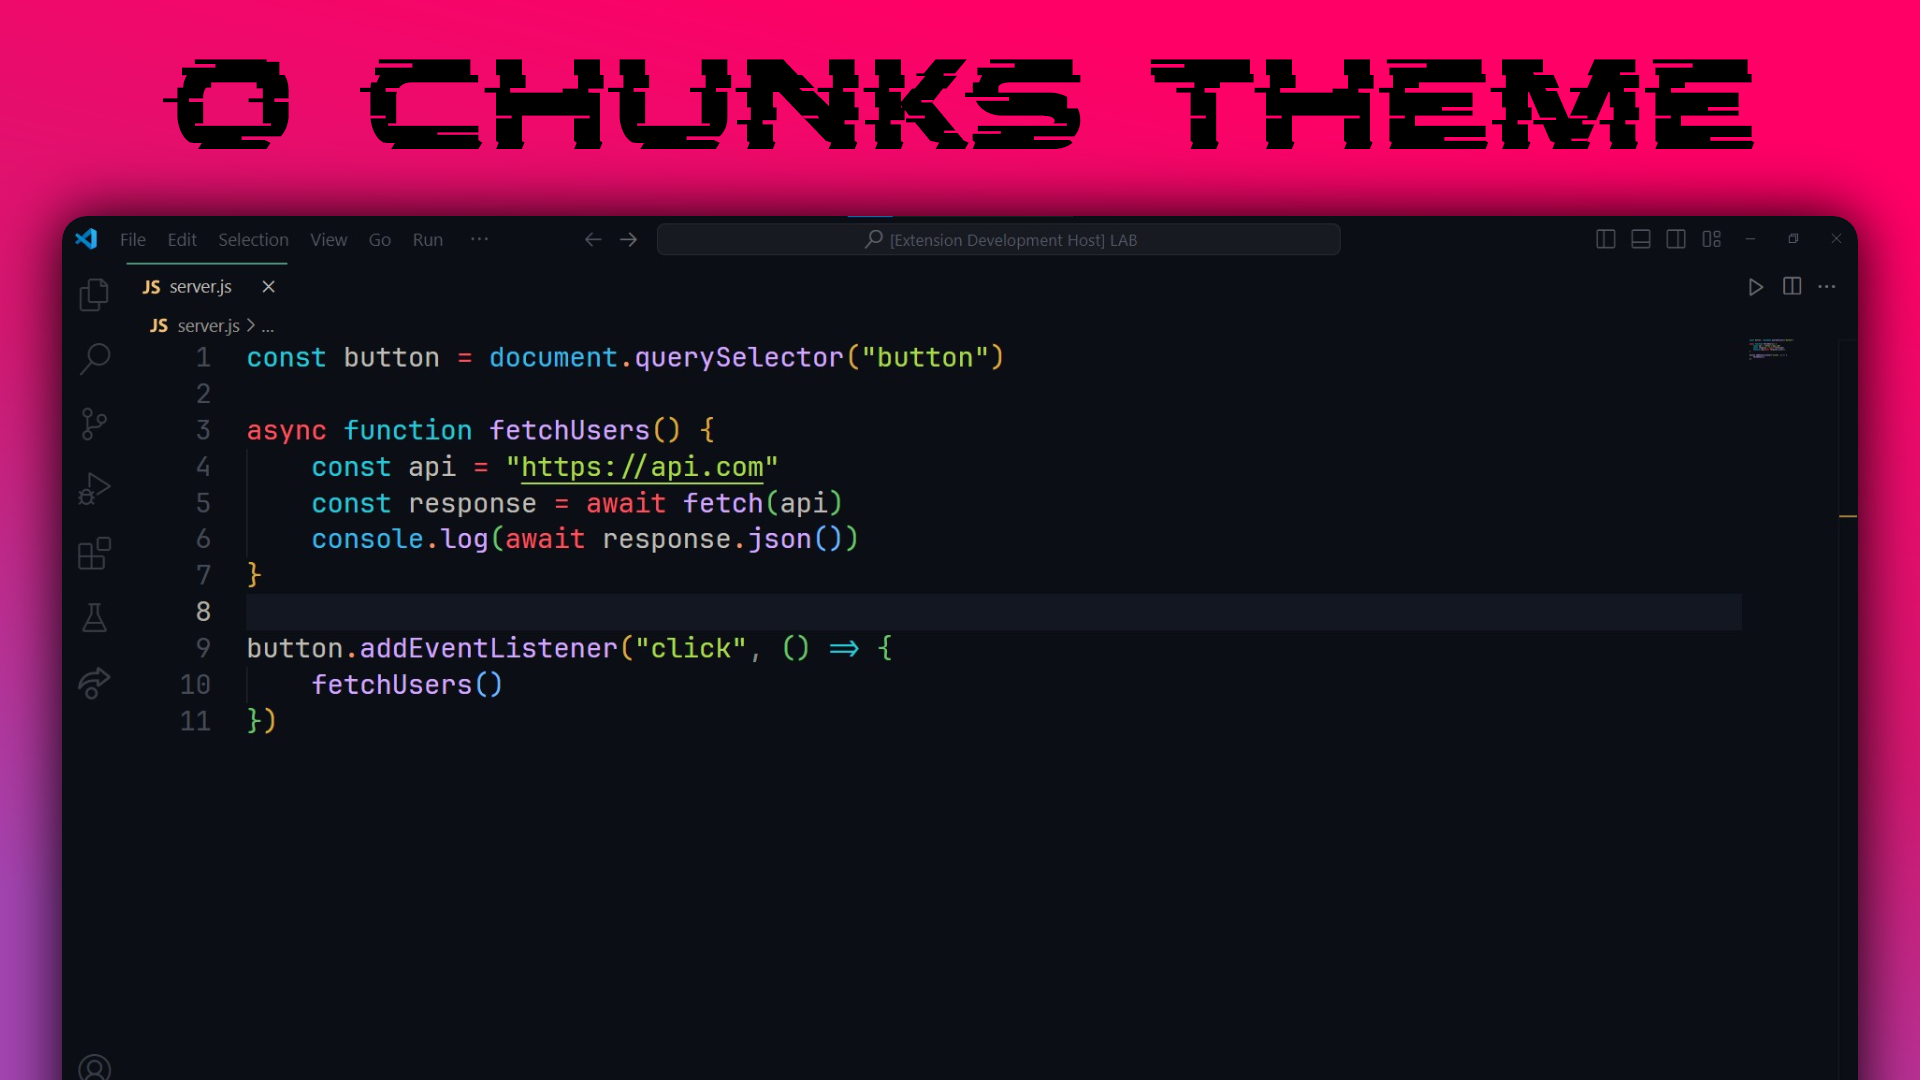 O CHUNKS THEME
File Edit Selection View Go Run ···
[Extension Development Host] LAB
JS server.js
JS server.js > ...
1 const button = document.querySelector("button")
2
3 async function fetchUsers() {
4     const api = "https://api.com"
5     const response = await fetch(api)
6     console.log(await response.json())
7 }
8
9 button.addEventListener("click", () => {
10     fetchUsers()
11 })